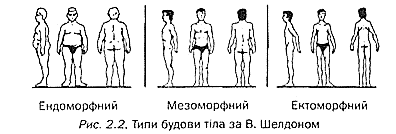 Ендоморфний Мезоморфний Ектоморфний
Рис. 2.2. Типи будови тіла за В. Шелдоном